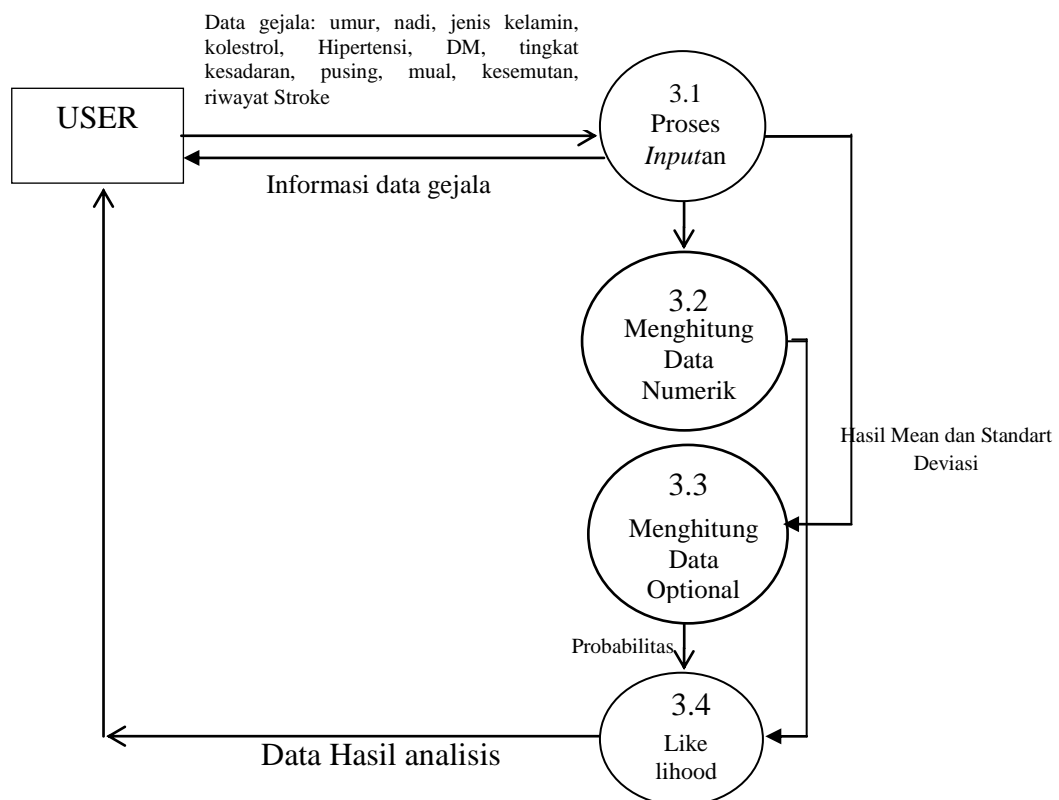 Data gejala: umur, nadi, jenis kelamin,
kolestrol, Hipertensi, DM, tingkat
kesadaran, pusing, mual, kesemutan,
riwayat Stroke
USER
3.1
Proses
Inputan
Informasi data gejala
3.2
Menghitung
Data
Numerik
Hasil Mean dan Standart
Deviasi
3.3
Menghitung
Data
Optional
Probabilitas
3.4
Like
lihood
Data Hasil analisis